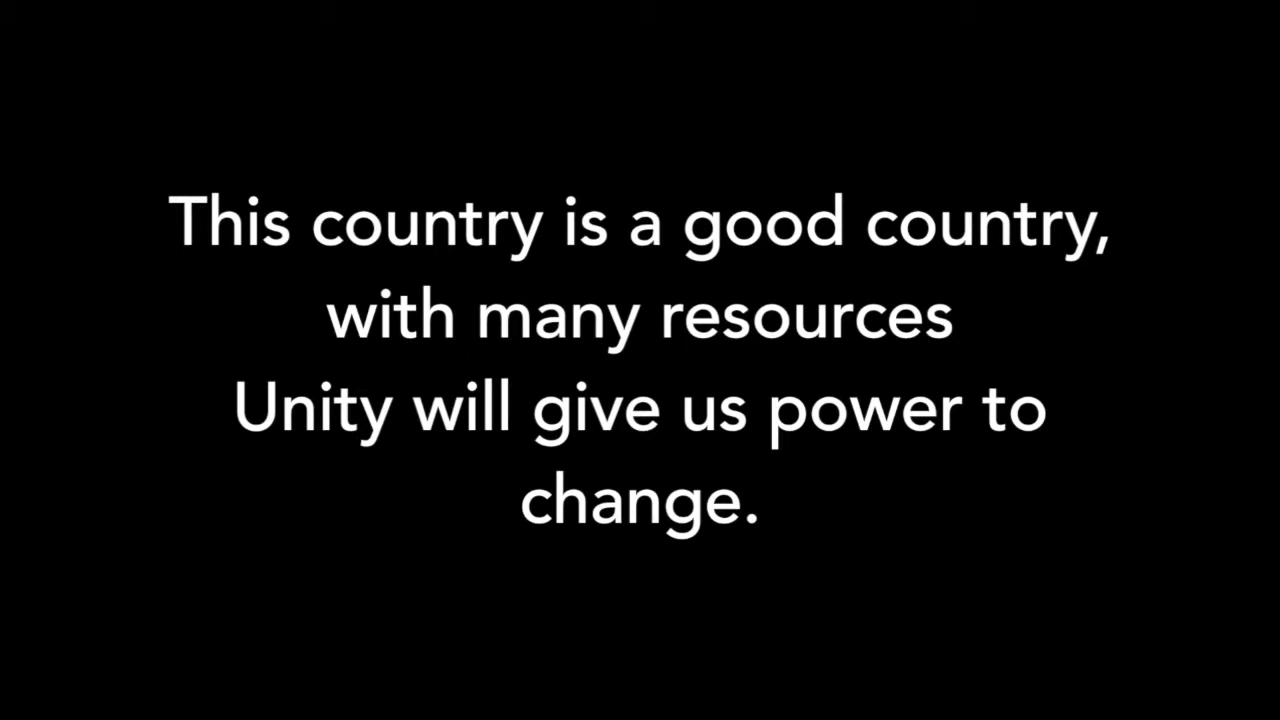 This country is a good country,
with many resources
Unity will give us power to
change.